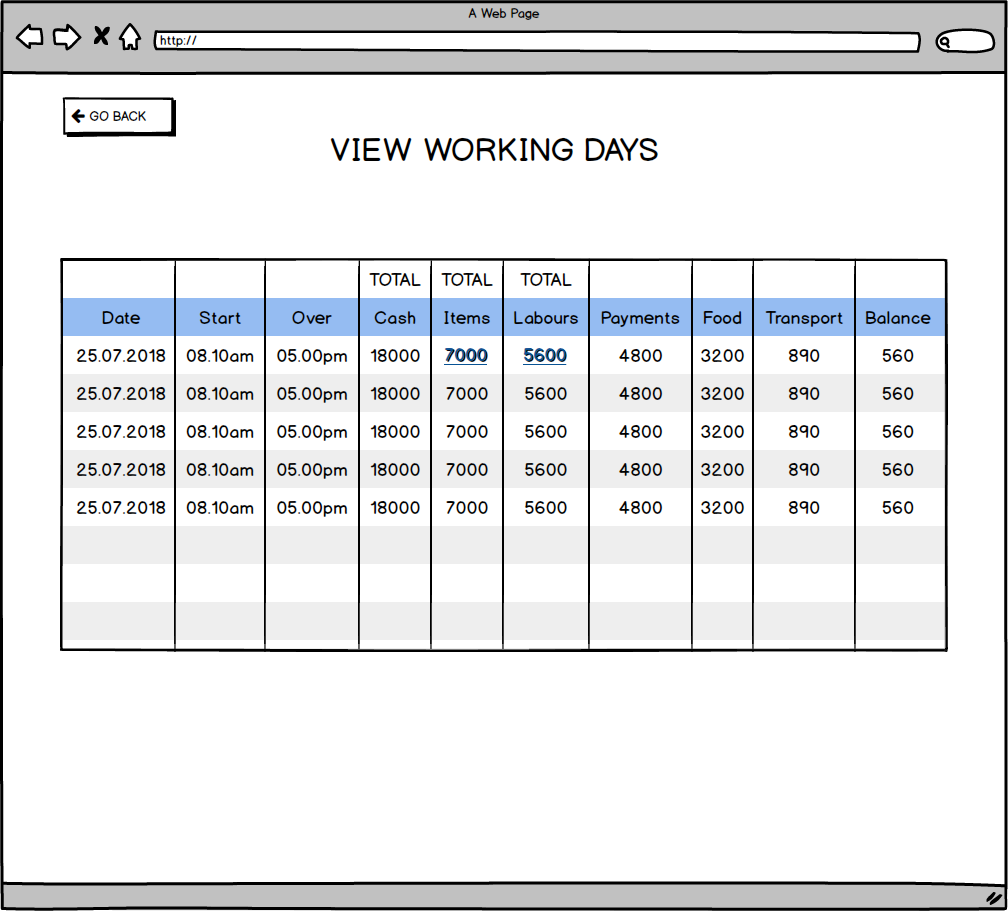 A Web Page
http://
GO BACK
VIEW WORKING DAYS
TOTAL TOTAL TOTAL
Date Start Over Cash Items Labours Payments Food Transport Balance
25.07.2018 08.10am 05.00pm 18000 7000 5600 4800 3200 890 560
25.07.2018 08.10am 05.00pm 18000 7000 5600 4800 3200 890 560
25.07.2018 08.10am 05.00pm 18000 7000 5600 4800 3200 890 560
25.07.2018 08.10am 05.00pm 18000 7000 5600 4800 3200 890 560
25.07.2018 08.10am 05.00pm 18000 7000 5600 4800 3200 890 560